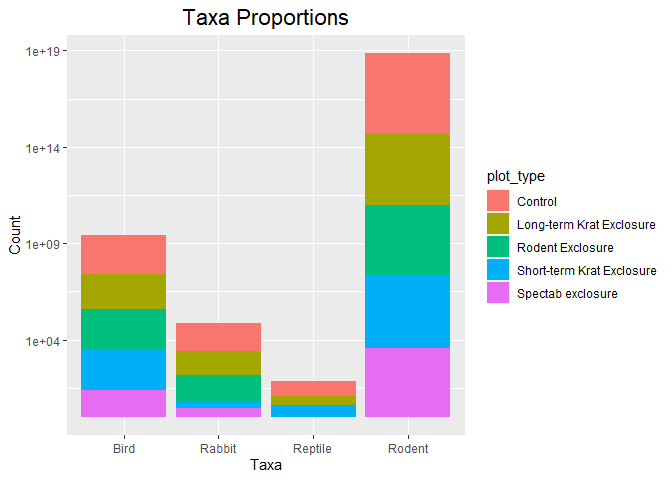 Taxa Proportions
1e+19
1e+14
1e+09
1e+04
Count
Bird Rabbit Reptile Rodent
Taxa
plot_type
Control
Long-term Krat Exclosure
Rodent Exclosure
Short-term Krat Exclosure
Spectab exclosure